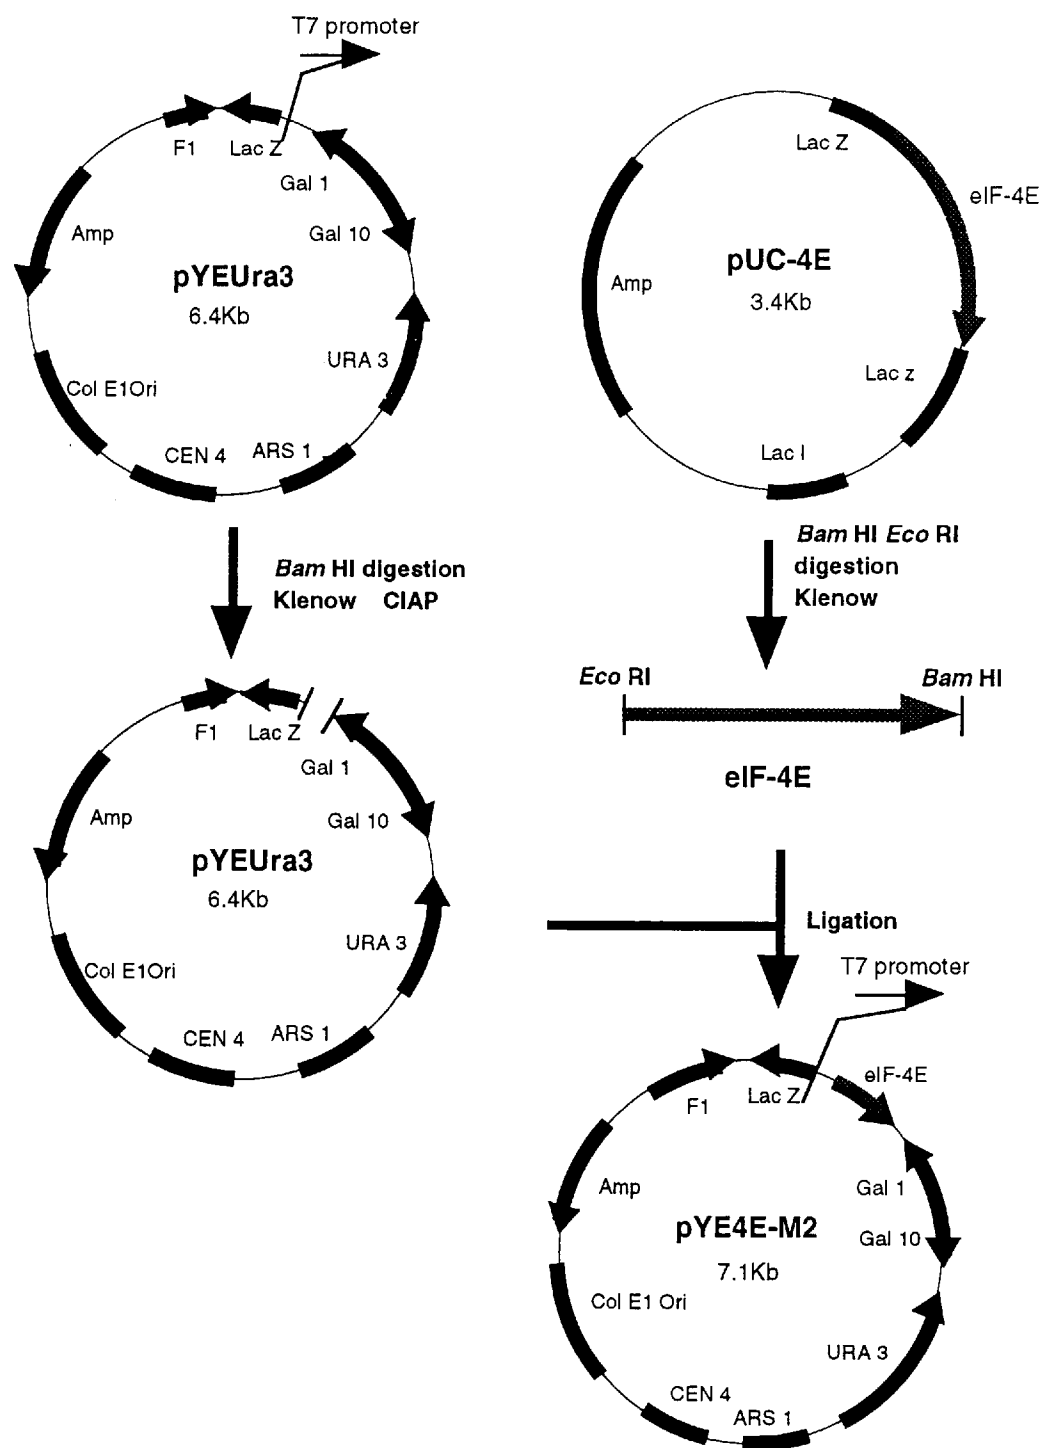 T7 promoter
F1
Lac Z
Gal 1
Amp
Gal 10
pYEUra3
6.4Kb
URA 3
Col E1Ori
CEN 4
ARS 1
Lac Z
eIF-4E
pUC-4E
Amp
3.4Kb
Lac z
Lac I
Bam HI digestion
Klenow CIAP
Bam HI Eco RI
digestion
Klenow
F1
Lac Z
Gal 1
Amp
Gal 10
pYEUra3
6.4Kb
URA 3
Col E1Ori
CEN 4
ARS 1
Eco RI
Bam HI
eIF-4E
Ligation
T7 promoter
F1
Lac Z
eIF-4E
Amp
Gal 1
pYE4E-M2
Gal 10
7.1Kb
Col E1 Ori
URA 3
CEN 4
ARS 1